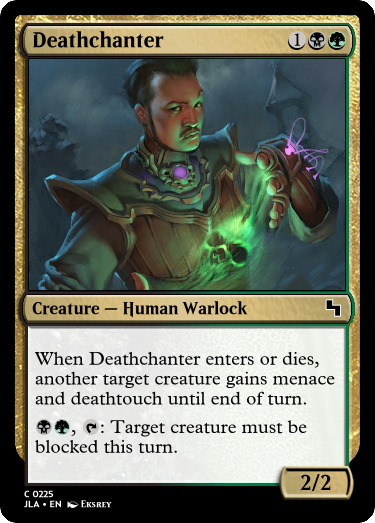 Deathchanter 1
Creature — Human Warlock
When Deathchanter enters or dies,
another target creature gains menace
and deathtouch until end of turn.
, : Target creature must be
blocked this turn.
2/2
C 0225
JLA • EN Eksrey